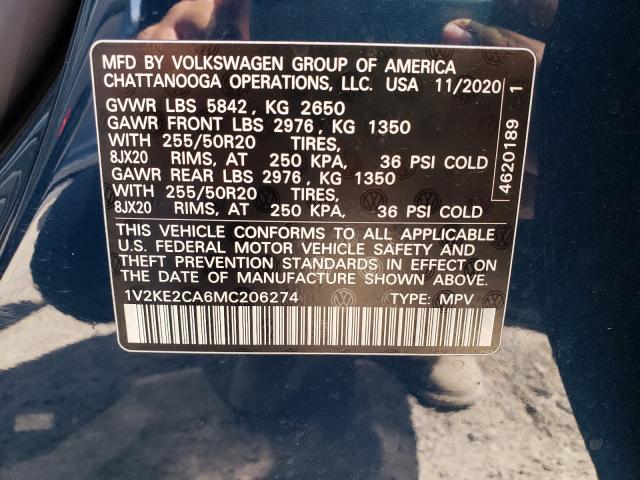 MFD BY VOLKSWAGEN GROUP OF AMERICA
CHATTANOOGA OPERATIONS, LLC. USA 11/2020
GVWR LBS 5842 , KG 2650
GAWR FRONT LBS 2976 , KG 1350
WITH 255/50R20 TIRES,
8JX20 RIMS, AT 250 KPA, 36 PSI COLD
GAWR REAR LBS 2976 , KG 1350
WITH 255/50R20 TIRES,
8JX20 RIMS, AT 250 KPA, 36 PSI COLD
THIS VEHICLE CONFORMS TO ALL APPLICABLE
U.S. FEDERAL MOTOR VEHICLE SAFETY AND
THEFT PREVENTION STANDARDS IN EFFECT ON
THE DATE OF MANUFACTURE SHOWN ABOVE.
1V2KE2CA6MC206274 TYPE: MPV
4620189 1